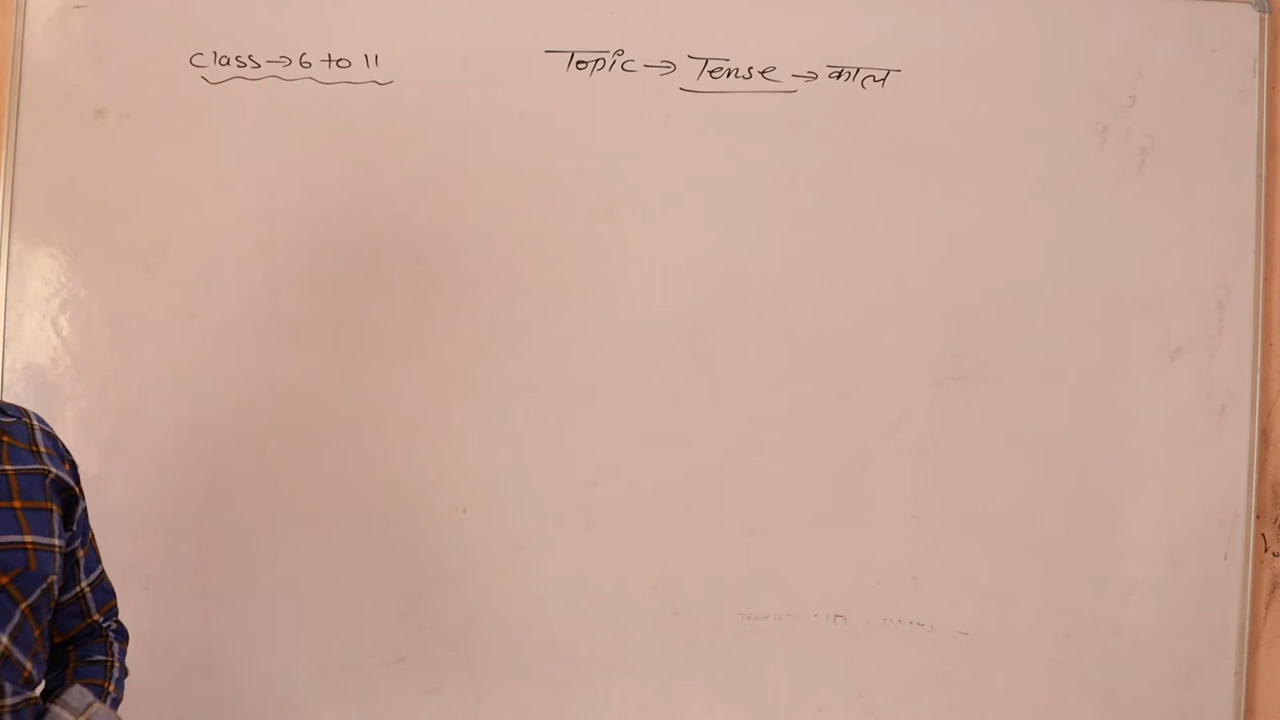 Class→6 to 11
Topic→Tense→काल